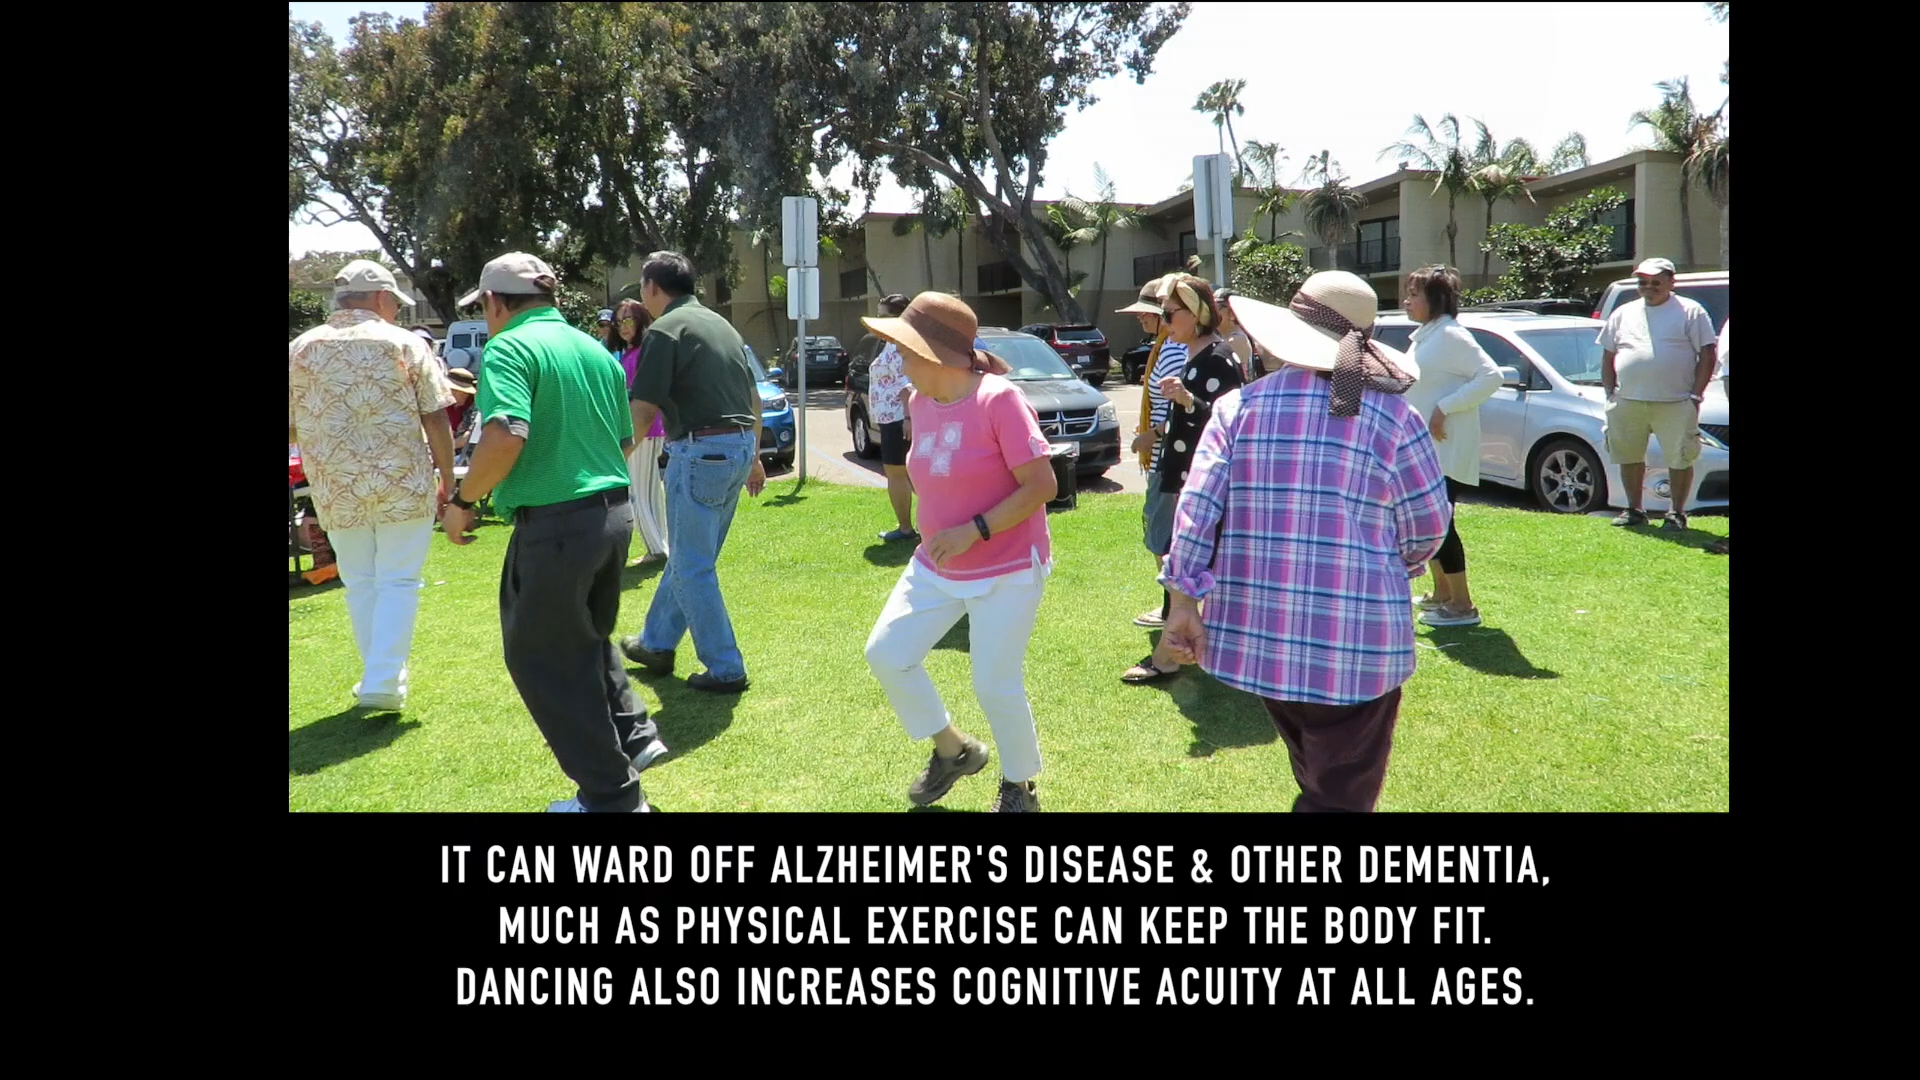 IT CAN WARD OFF ALZHEIMER'S DISEASE & OTHER DEMENTIA,
MUCH AS PHYSICAL EXERCISE CAN KEEP THE BODY FIT.
DANCING ALSO INCREASES COGNITIVE ACUITY AT ALL AGES.